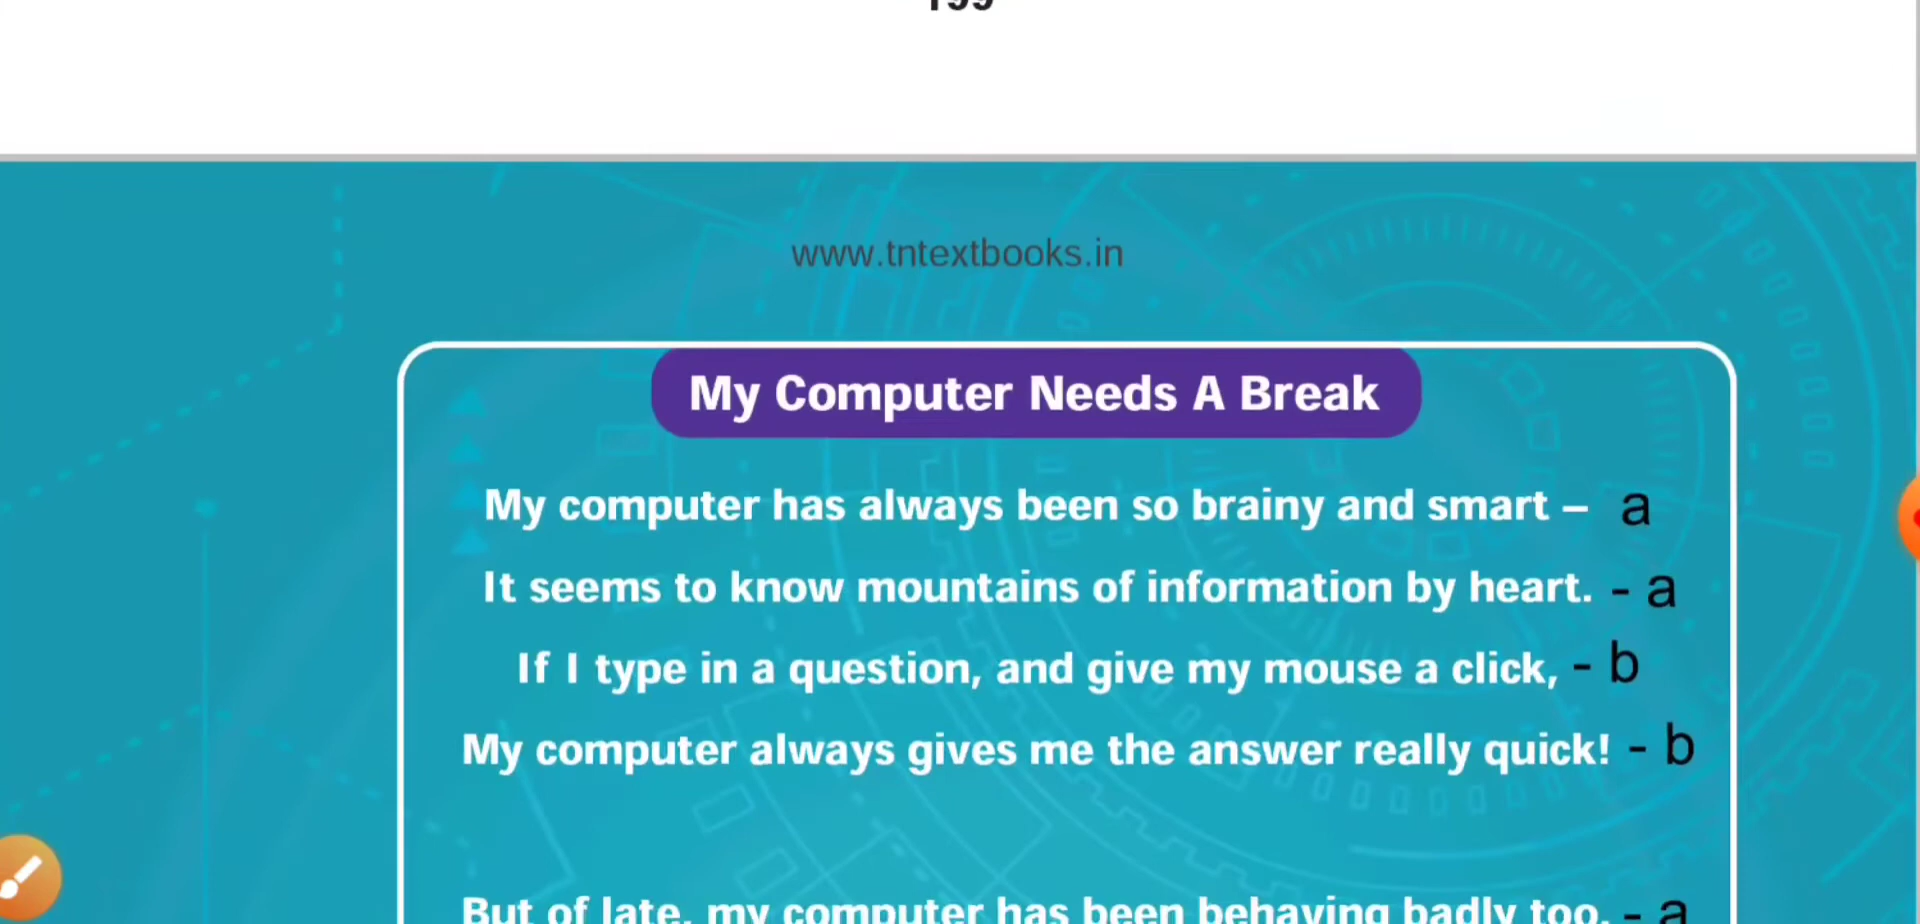 199
www.tntextbooks.in
My Computer Needs A Break
My computer has always been so brainy and smart – a
It seems to know mountains of information by heart. - a
If I type in a question, and give my mouse a click, - b
My computer always gives me the answer really quick! - b
But of late, my computer has been behaving badly too, - a